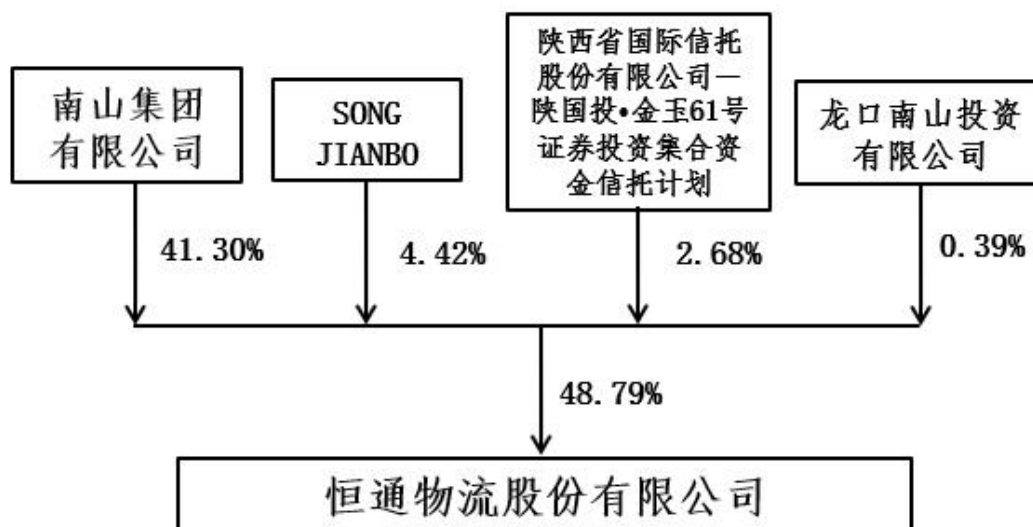 南山集团
有限公司
SONG
JIANBO
陕西省国际信托
股份有限公司—
陕国投•金玉61号
证券投资集合资
金信托计划
龙口南山投资
有限公司
41.30%
4.42%
2.68%
0.39%
48.79%
恒通物流股份有限公司